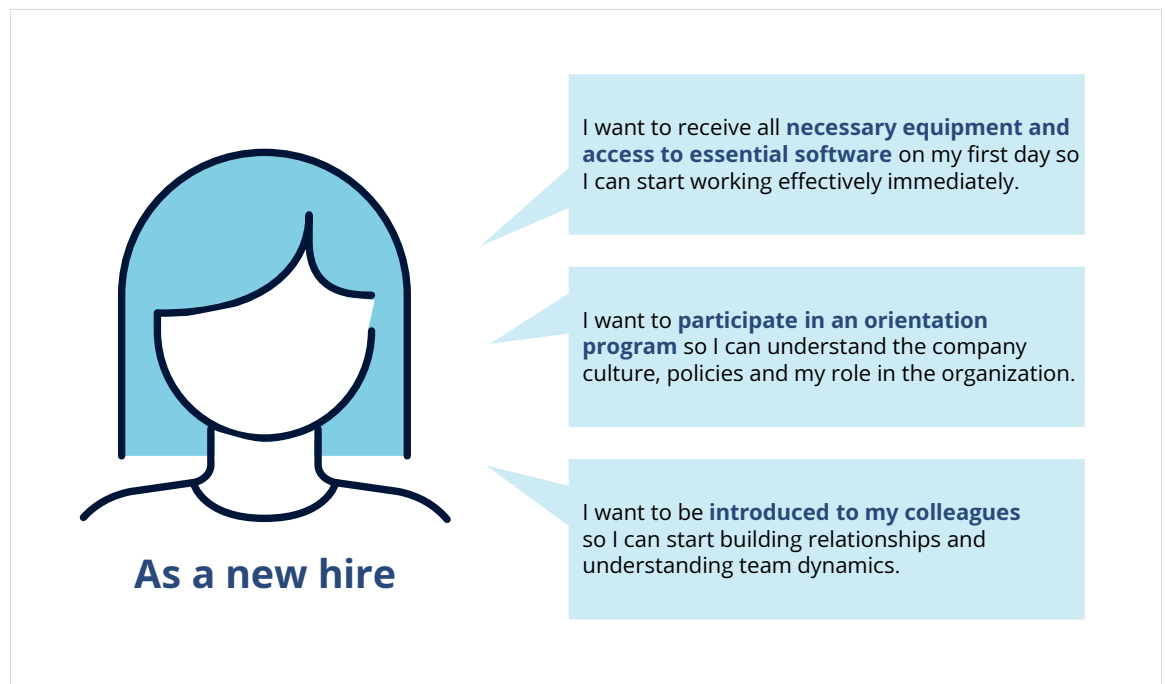 I want to receive all necessary equipment and
access to essential software on my first day so
I can start working effectively immediately.
I want to participate in an orientation
program so I can understand the company
culture, policies and my role in the organization.
I want to be introduced to my colleagues
so I can start building relationships and
understanding team dynamics.
As a new hire